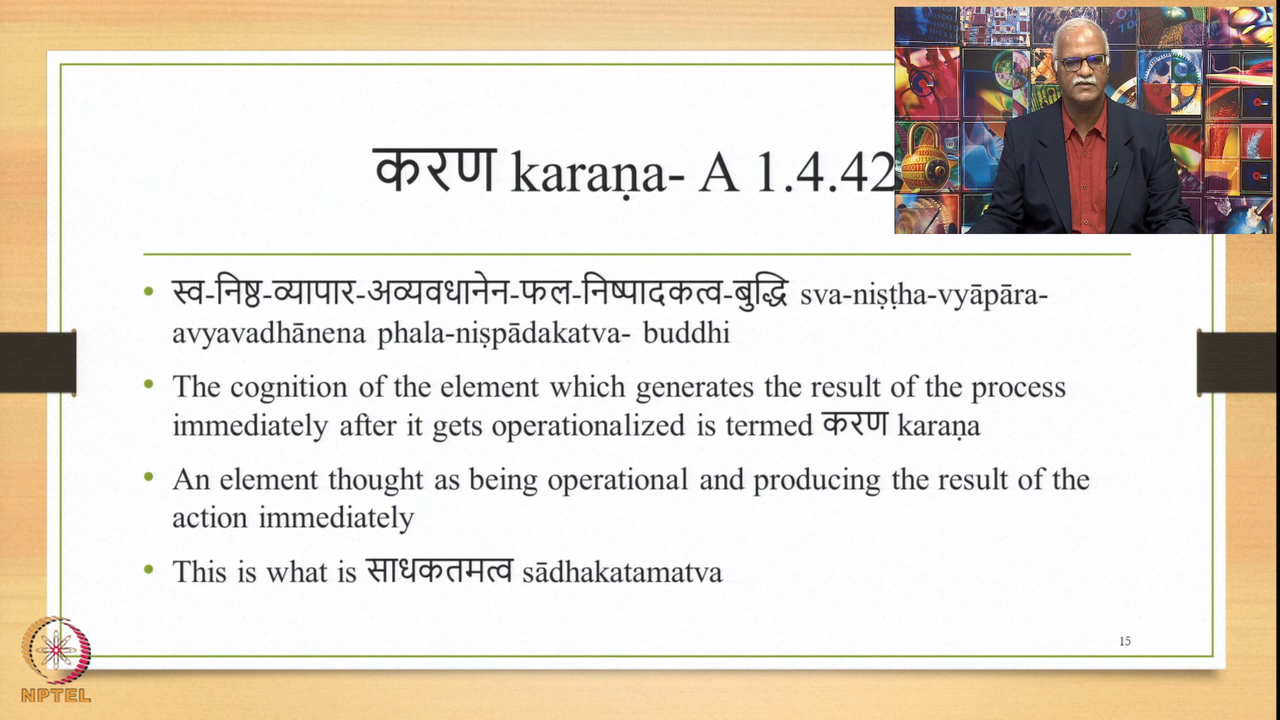 करण karaṇa- A 1.4.42
स्व-निष्ठ-व्यापार-अव्यवधानेन-फल-निष्पादकत्व-बुद्धि sva-niṣṭha-vyāpāra-
avyavadhānena phala-niṣpādakatva- buddhi
The cognition of the element which generates the result of the process
immediately after it gets operationalized is termed करण karaṇa
An element thought as being operational and producing the result of the
action immediately
This is what is साधकतमत्व sādhakatamatva
15
NPTEL